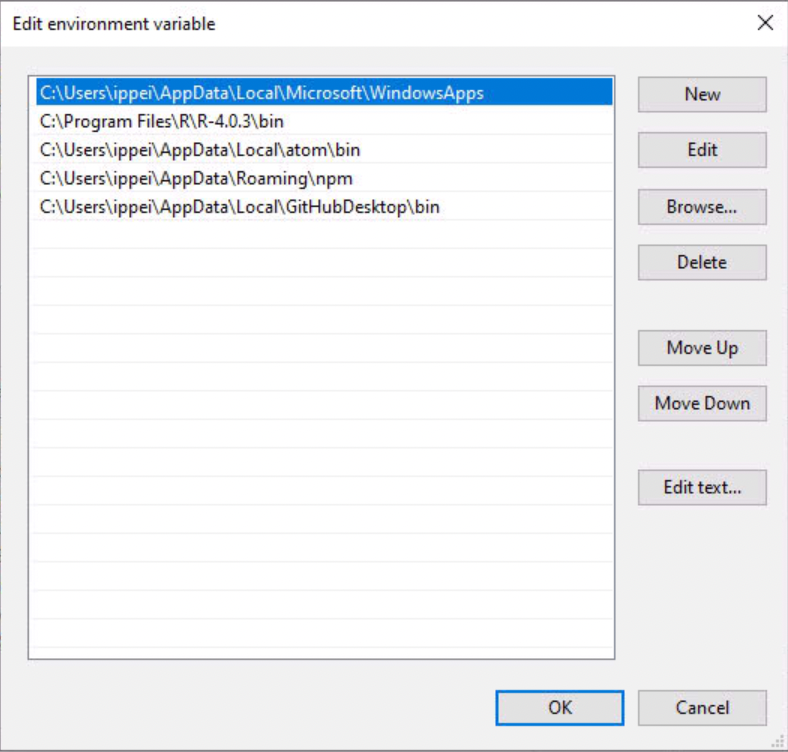 Edit environment variable
C:\Users\ippei\AppData\Local\Microsoft\WindowsApps
C:\Program Files\R\R-4.0.3\bin
C:\Users\ippei\AppData\Local\atom\bin
C:\Users\ippei\AppData\Roaming\npm
C:\Users\ippei\AppData\Local\GitHubDesktop\bin
New
Edit
Browse...
Delete
Move Up
Move Down
Edit text...
OK
Cancel